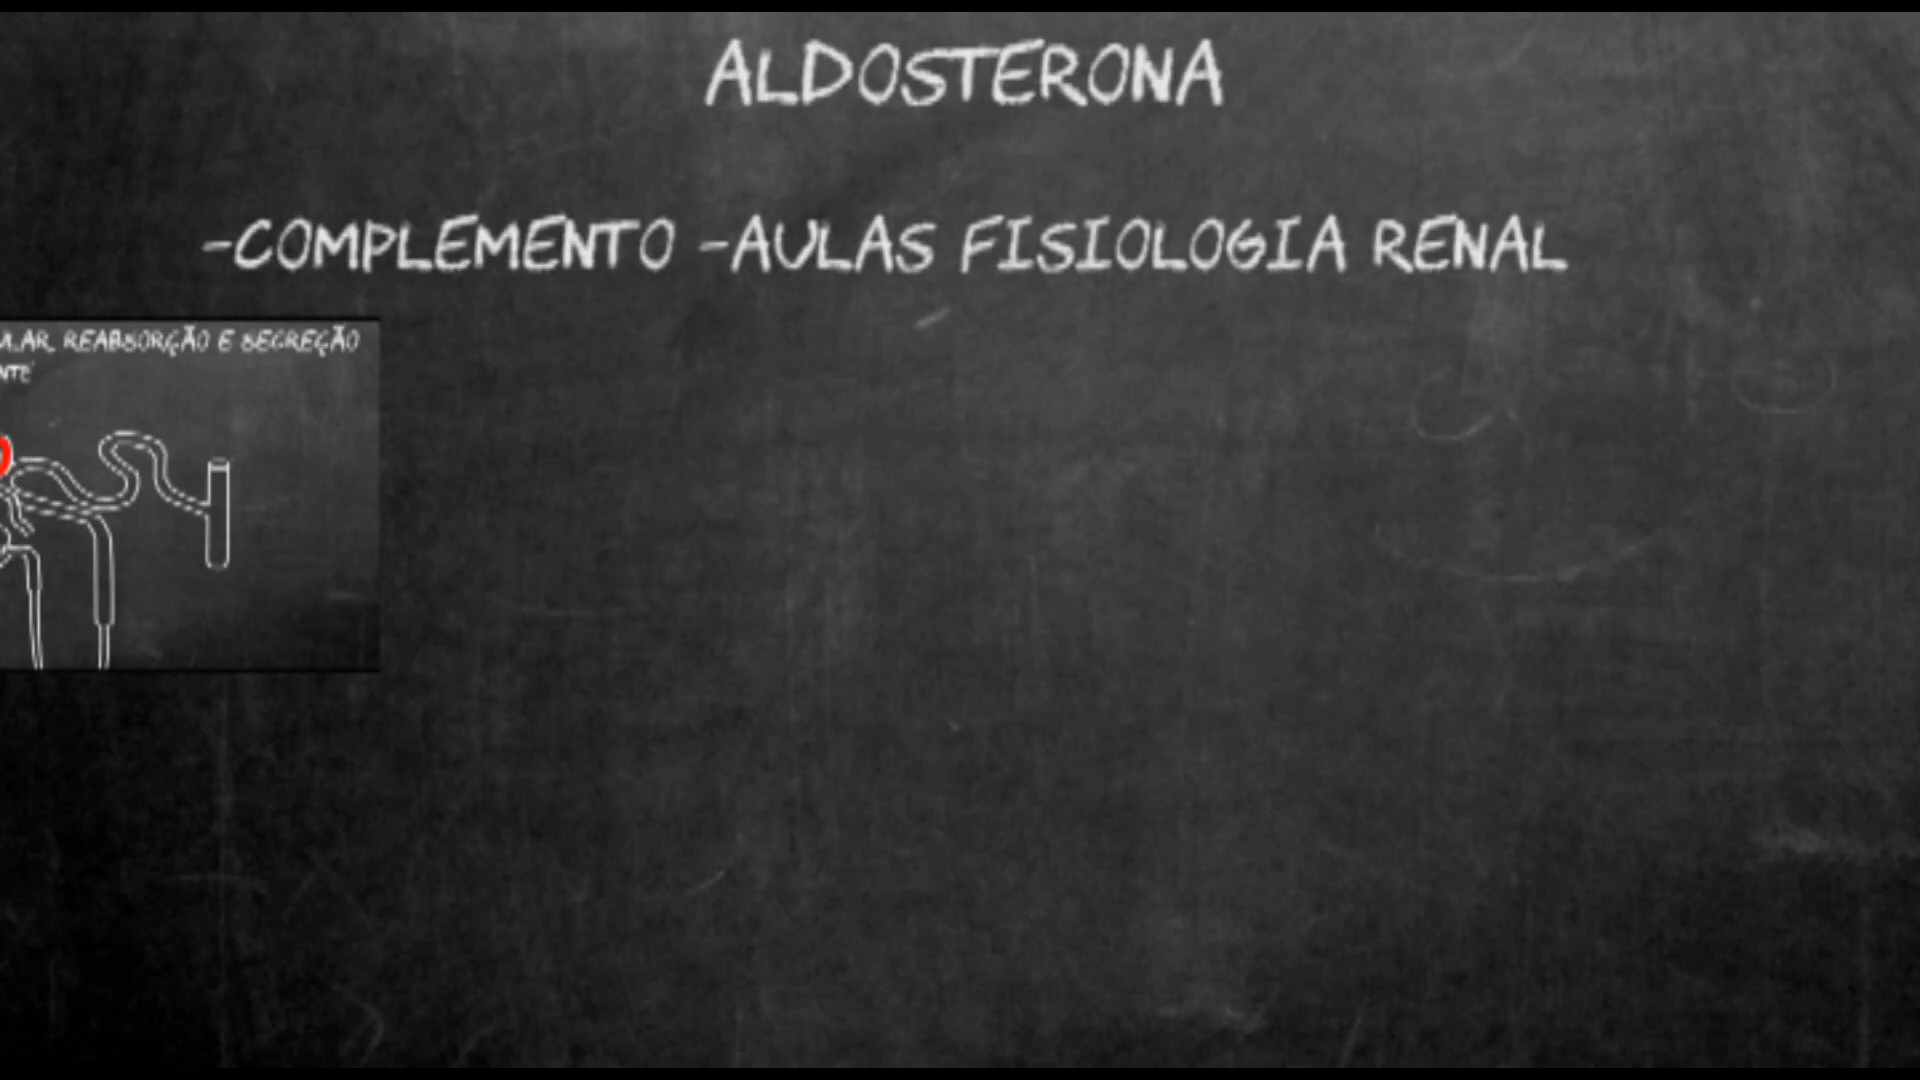 ALDOSTERONA
-COMPLEMENTO -AULAS FISIOLOGIA RENAL
REABSORÇÃO E SECREÇÃO